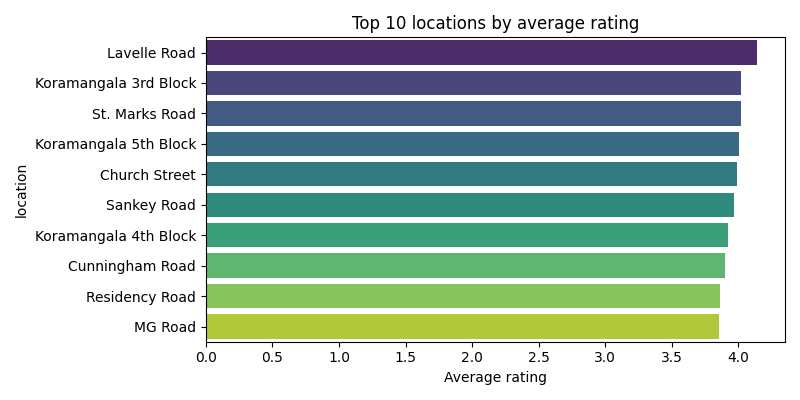 Top 10 locations by average rating
location
Lavelle Road
Koramangala 3rd Block
St. Marks Road
Koramangala 5th Block
Church Street
Sankey Road
Koramangala 4th Block
Cunningham Road
Residency Road
MG Road
0.0 0.5 1.0 1.5 2.0 2.5 3.0 3.5 4.0
Average rating